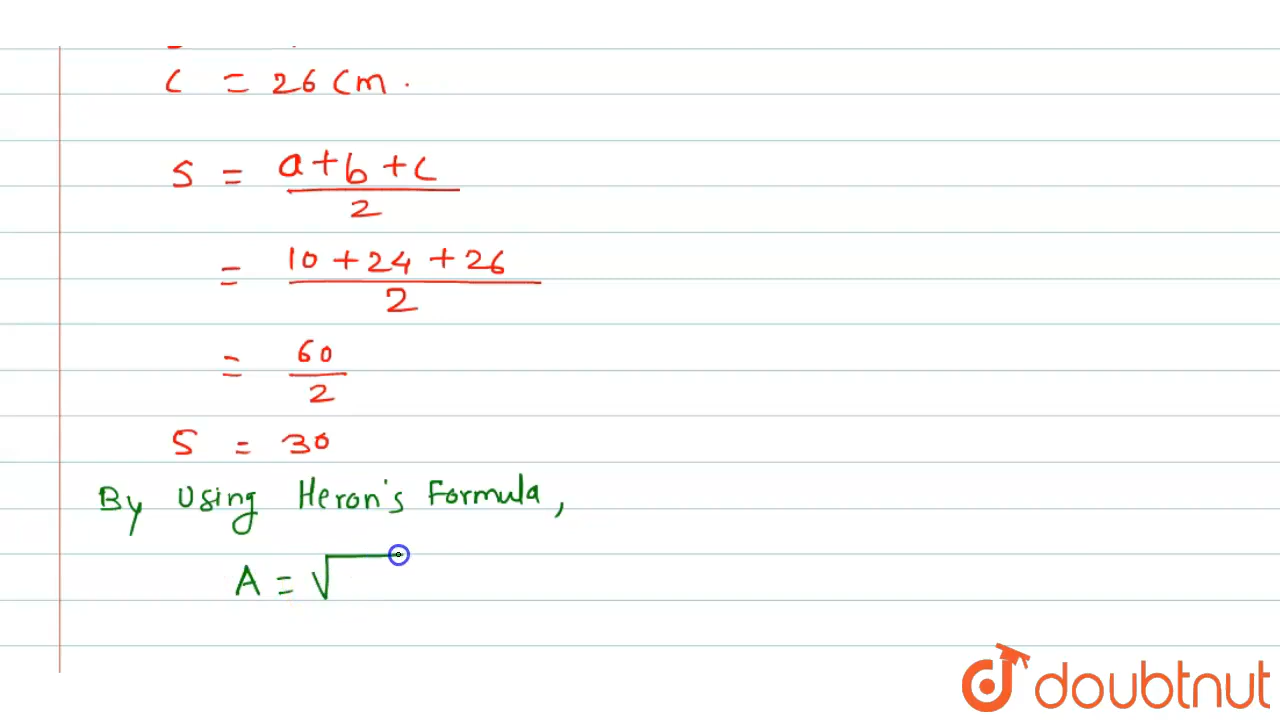 C = 26 Cm .
S = a + b + c
2
= 10 + 24 + 26
2
= 60
2
S = 30
By Using Heron's Formula ,
A = √
doubtnut